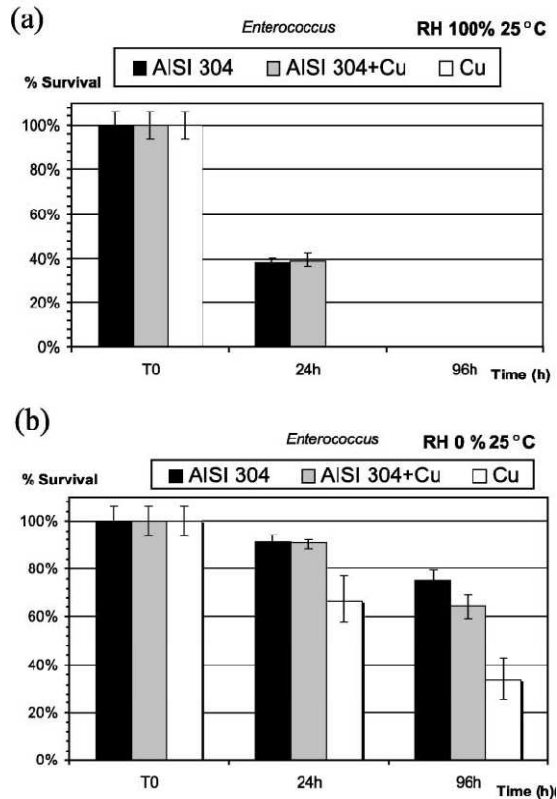 (a)
Enterococcus RH 100% 25°C
AISI 304 AISI 304+Cu Cu
% Survival
100%
80%
60%
40%
20%
0%
T0 24h 96h Time (h)
(b)
Enterococcus RH 0 % 25°C
AISI 304 AISI 304+Cu Cu
% Survival
100%
80%
60%
40%
20%
0%
T0 24h 96h Time (h)